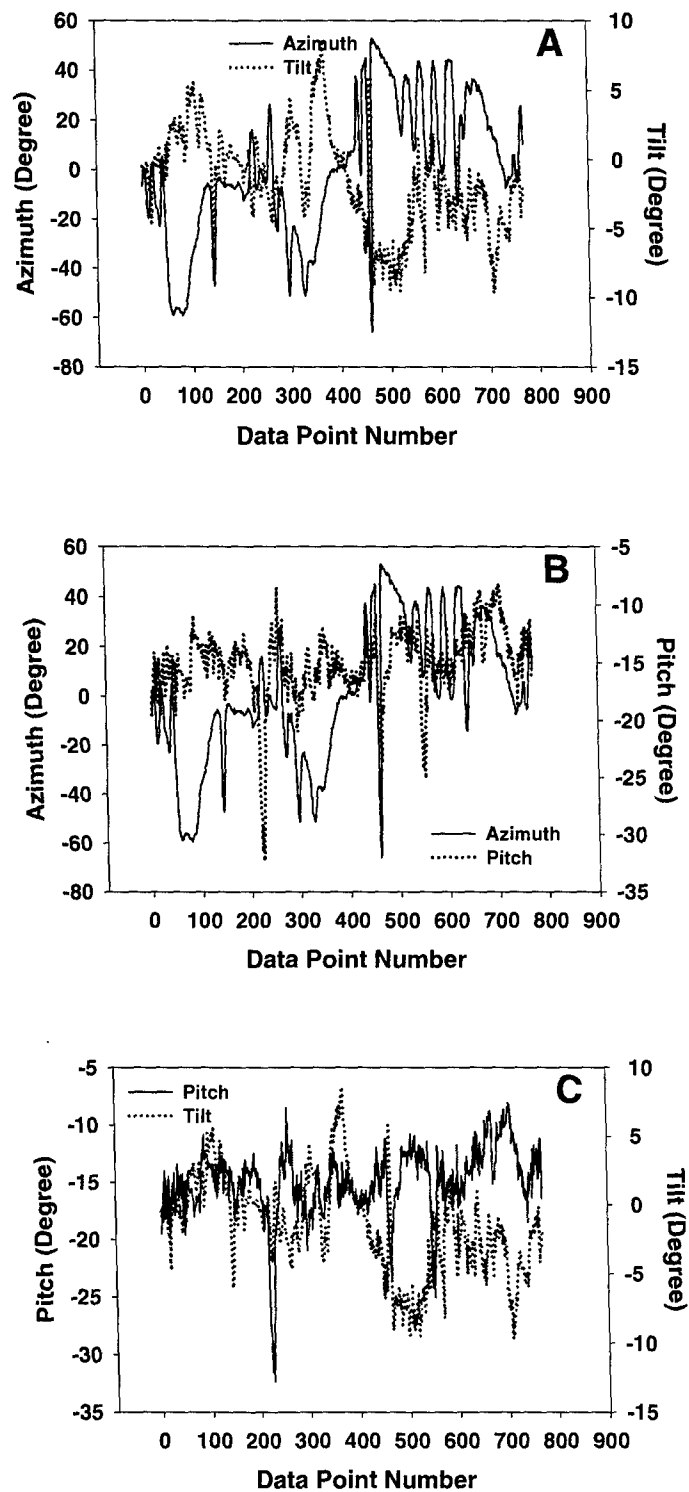 A
Azimuth
Tilt
60
40
20
0
-20
-40
-60
-80
10
5
0
-5
-10
-15
Azimuth (Degree)
Tilt (Degree)
0 100 200 300 400 500 600 700 800 900
Data Point Number
B
60
40
20
0
-20
-40
-60
-80
-5
-10
-15
-20
-25
-30
-35
Azimuth (Degree)
Pitch (Degree)
Azimuth
Pitch
0 100 200 300 400 500 600 700 800 900
Data Point Number
C
Pitch
Tilt
-5
-10
-15
-20
-25
-30
-35
10
5
0
-5
-10
-15
Pitch (Degree)
Tilt (Degree)
0 100 200 300 400 500 600 700 800 900
Data Point Number